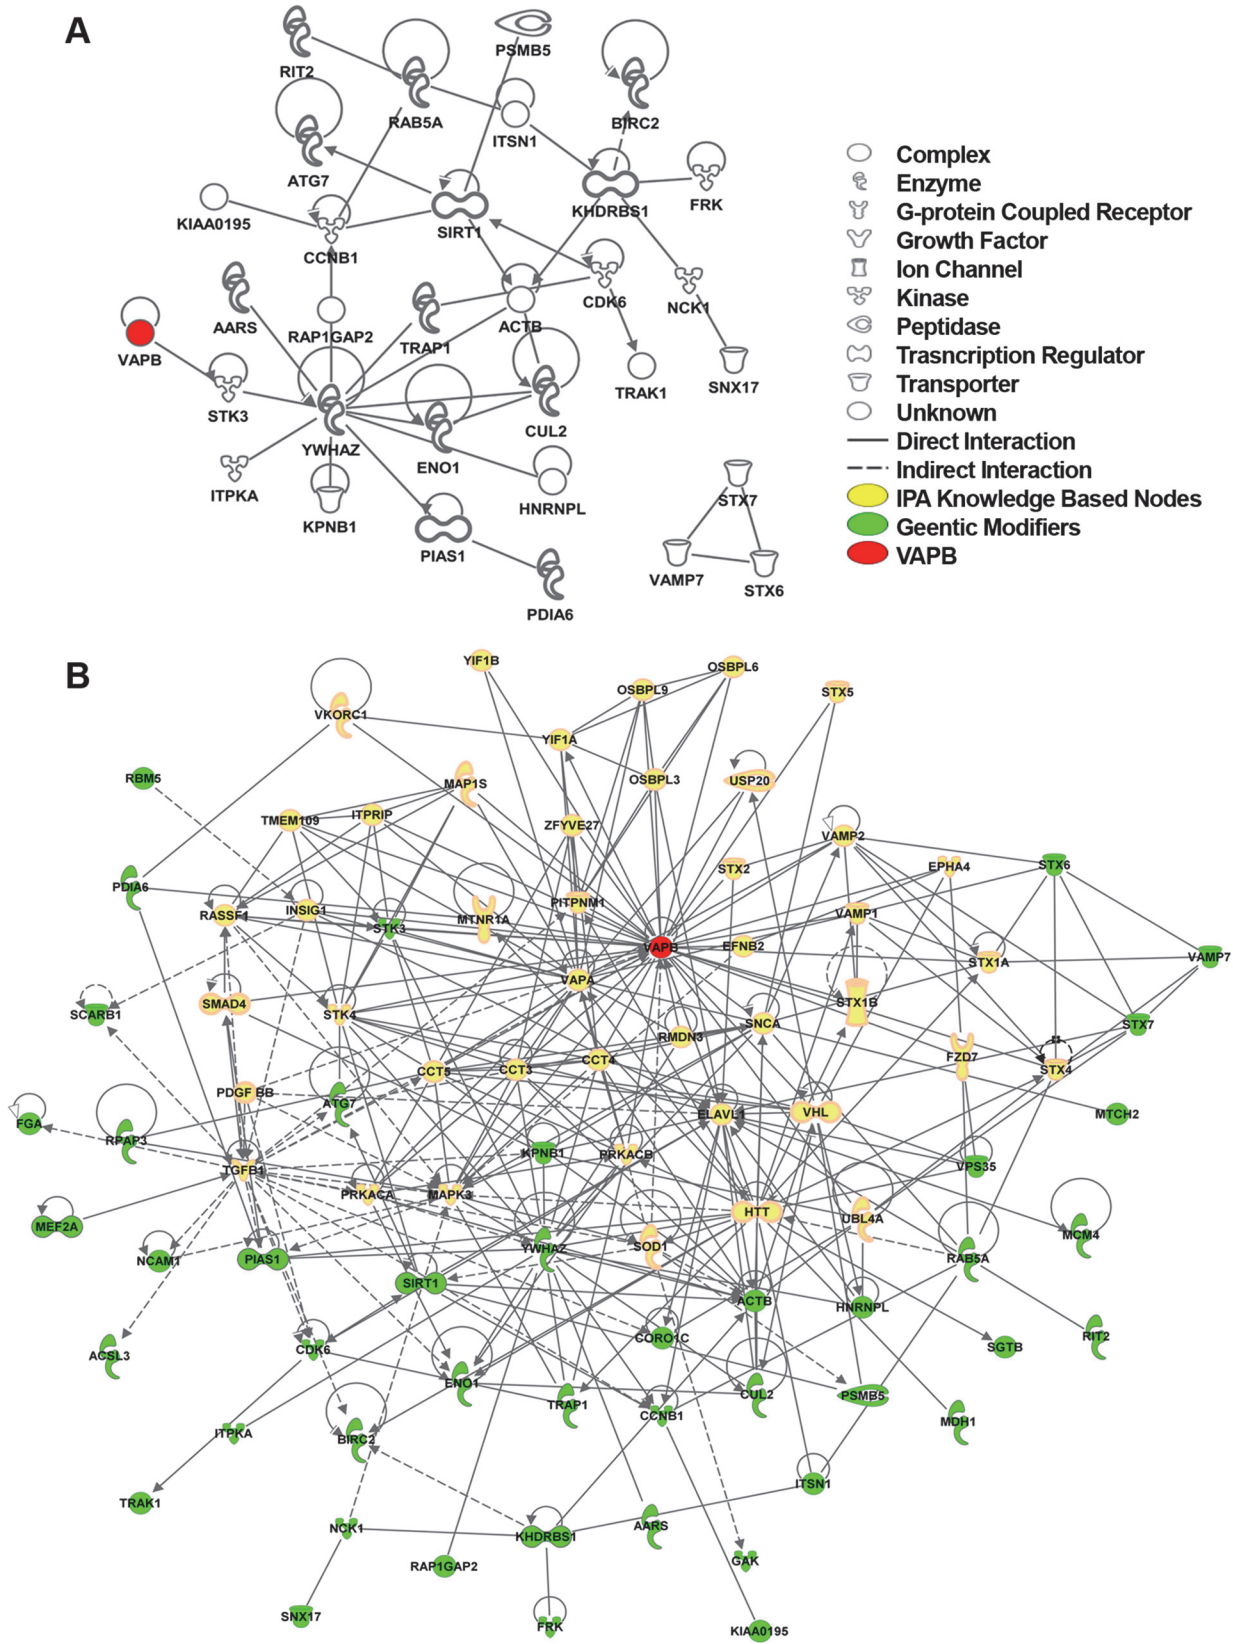 A
RIT2
PSMB5
RAB5A
ITSN1
BIRC2
ATG7
KIAA0195
SIRT1
KHDRBS1
FRK
CCNB1
AARS
RAP1GAP2
TRAP1
ACTB
CDK6
NCK1
VAPB
STK3
TRAK1
SNX17
YWHAZ
ENO1
CUL2
ITPKA
KPNB1
HNRNPL
STX7
PIAS1
VAMP7
STX6
PDIA6
Complex
Enzyme
G-protein Coupled Receptor
Growth Factor
Ion Channel
Kinase
Peptidase
Trasncription Regulator
Transporter
Unknown
Direct Interaction
Indirect Interaction
IPA Knowledge Based Nodes
Geentic Modifiers
VAPB
B
YIF1B
OSBPL6
OSBPL9
STX5
VKORC1
YIF1A
RBM5
MAP1S
OSBPL3
USP20
TMEM109
ITPRIP
ZFYVE27
VAMP2
STX2
EPHA4
STX6
PDIA6
RASSF1
INSIG1
STK3
MTNR1A
PITPNM1
VAMP1
VAPB
EFNB2
STX1A
VAMP7
VAPA
SCARB1
SMAD4
STK4
STX1B
SNCA
STX7
RMDN3
CCT5
CCT3
CCT4
FZD7
STX4
PDGF BB
ATG7
FGA
RPAP3
ELAVL1
VHL
MTCH2
TGFB1
KPNB1
PRKACB
VPS35
PRKACA
MAPK3
MEF2A
HTT
UBL4A
NCAM1
PIAS1
YWHAZ
SOD1
MCM4
RAB5A
SIRT1
ACTB
HNRNPL
CORO1C
RIT2
ACSL3
CDK6
SGTB
ENO1
TRAP1
CUL2
PSMB5
CCNB1
MDH1
ITPKA
BIRC2
TRAK1
ITSN1
NCK1
KHDRBS1
AARS
RAP1GAP2
GAK
SNX17
FRK
KIAA0195